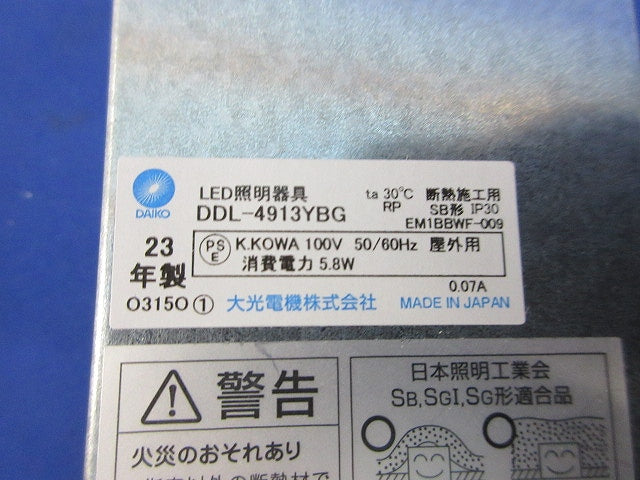 DAIKO
LED照明器具
DDL-4913YBG
ta 30℃ 断熱施工用
RP SB形 IP30
EM1BBWF-009
23
年製
PS
E
K.KOWA 100V 50/60Hz 屋外用
消費電力 5.8W
0.07A
O315O ① 大光電機株式会社 MADE IN JAPAN
警告
火災のおそれあり
日本照明工業会
SB,SGI,SG形適合品